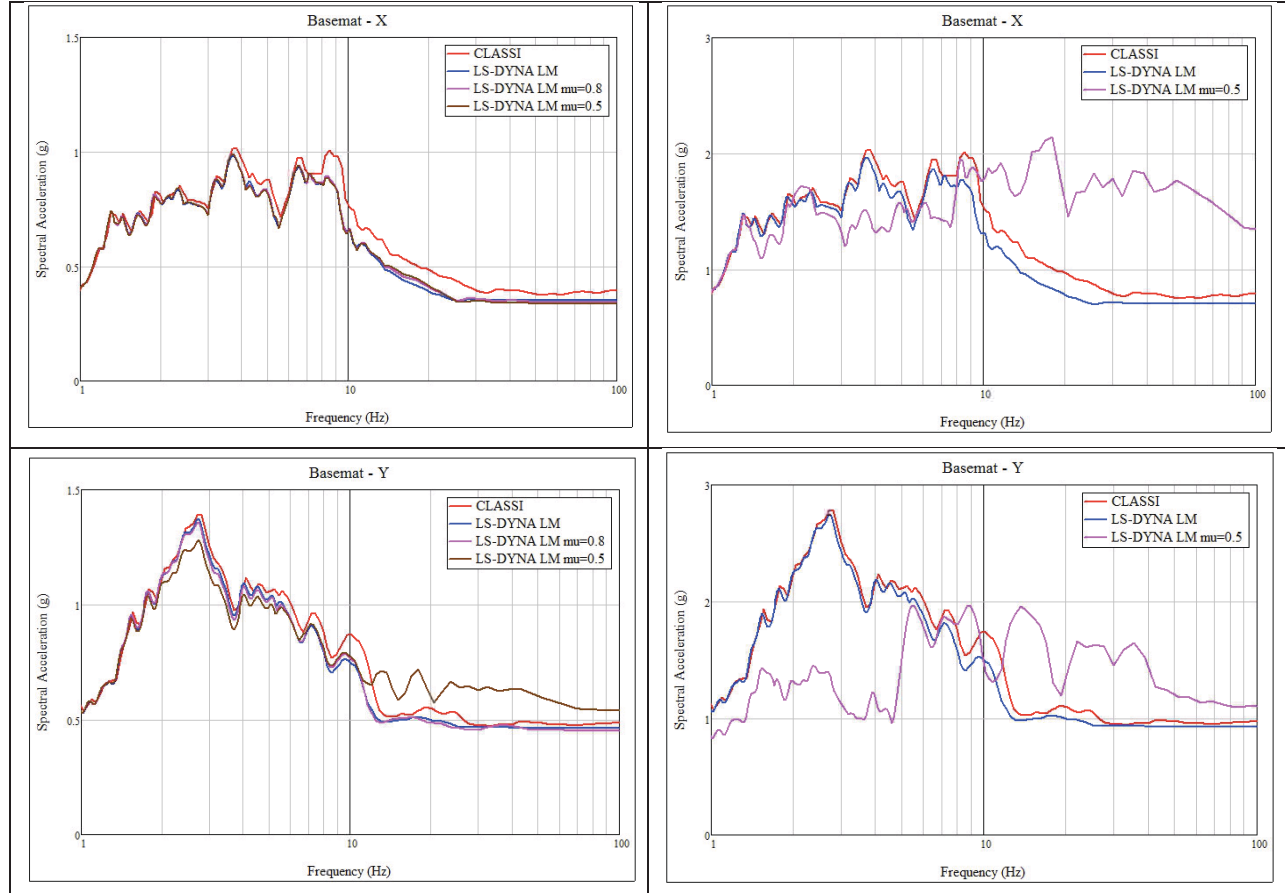 Basemat - X
1.5
1
0.5
0
Spectral Acceleration (g)
CLASSI
LS-DYNA LM
LS-DYNA LM mu=0.8
LS-DYNA LM mu=0.5
1
10
100
Frequency (Hz)
Basemat - X
3
2
1
0
Spectral Acceleration (g)
CLASSI
LS-DYNA LM
LS-DYNA LM mu=0.5
1
10
100
Frequency (Hz)
Basemat - Y
1.5
1
0.5
0
Spectral Acceleration (g)
CLASSI
LS-DYNA LM
LS-DYNA LM mu=0.8
LS-DYNA LM mu=0.5
1
10
100
Frequency (Hz)
Basemat - Y
3
2
1
0
Spectral Acceleration (g)
CLASSI
LS-DYNA LM
LS-DYNA LM mu=0.5
1
10
100
Frequency (Hz)